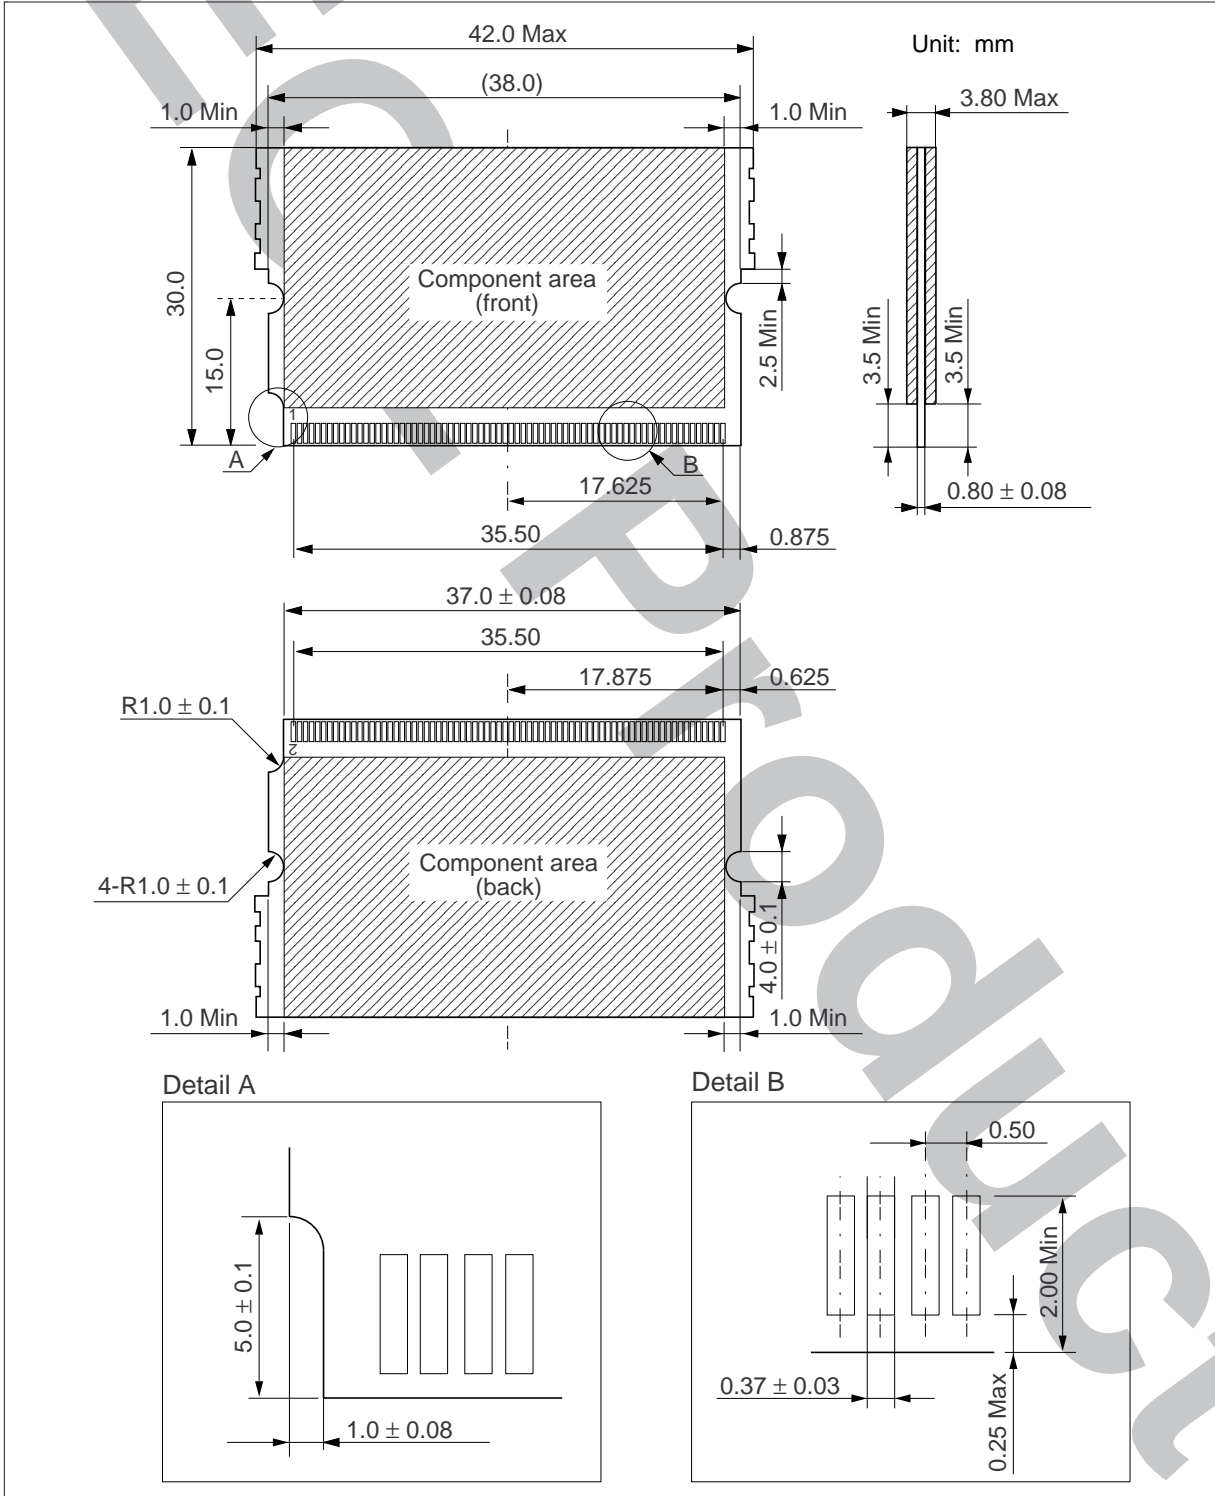 42.0 Max
Unit: mm
(38.0)
3.80 Max
1.0 Min
1.0 Min
30.0
Component area
(front)
15.0
2.5 Min
3.5 Min
3.5 Min
1
A
B
17.625
0.80 ± 0.08
35.50
0.875
37.0 ± 0.08
35.50
17.875
0.625
R1.0 ± 0.1
2
Component area
(back)
4-R1.0 ± 0.1
4.0 ± 0.1
1.0 Min
1.0 Min
Detail A
Detail B
0.50
5.0 ± 0.1
2.00 Min
0.37 ± 0.03
0.25 Max
1.0 ± 0.08
Product